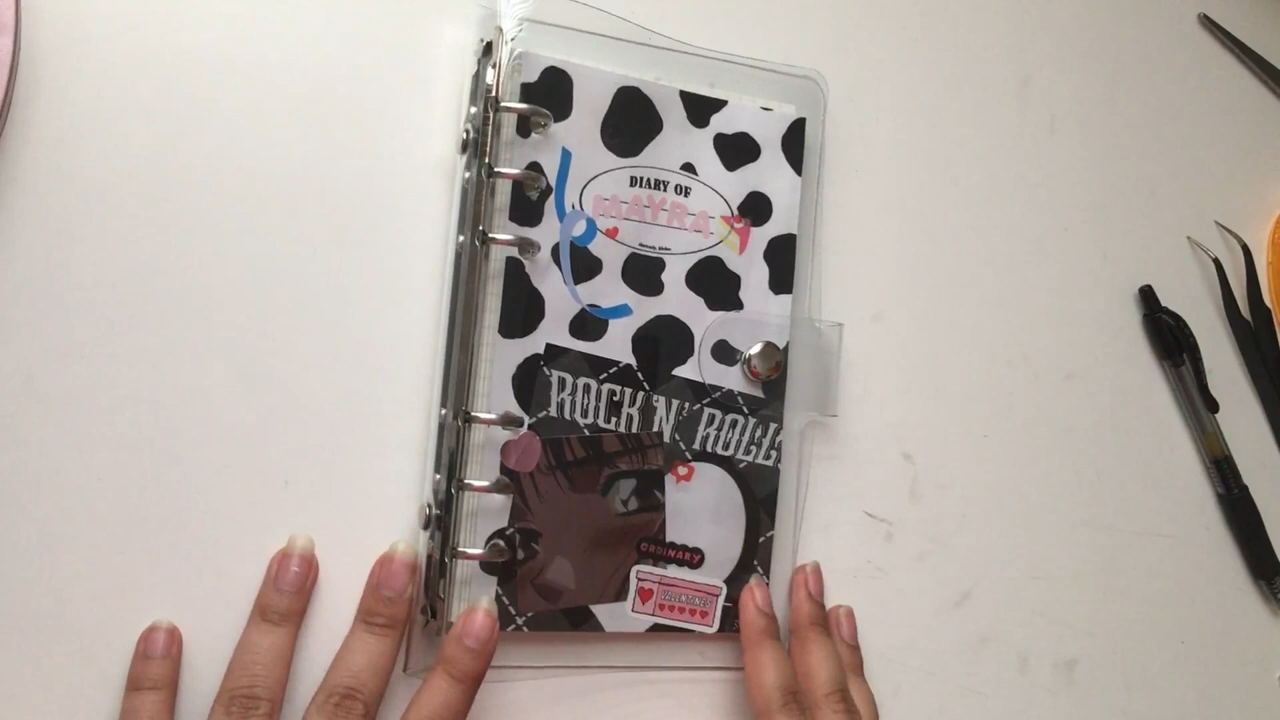 DIARY OF
MAYRA
ROCK 'N' ROLL
ORDINARY
VALENTINES